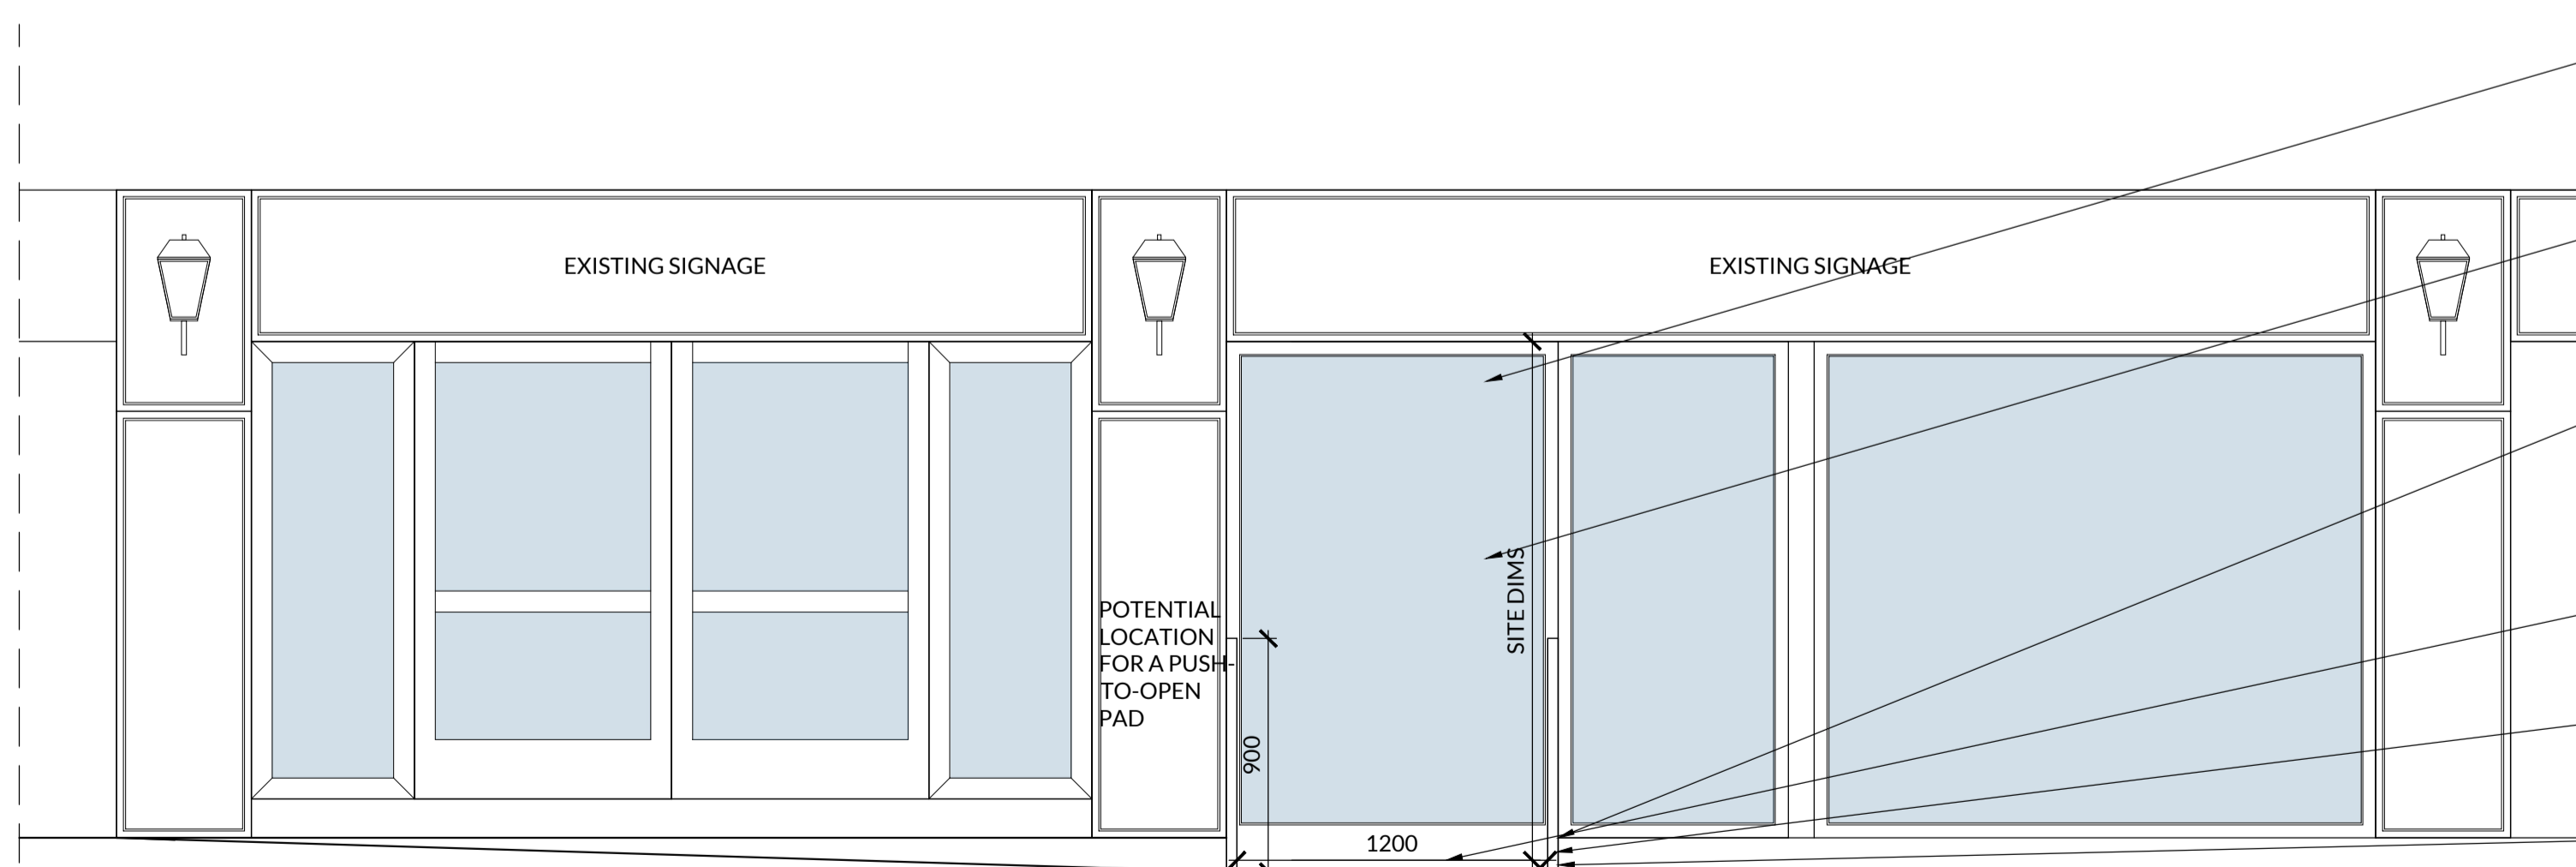 EXISTING SIGNAGE
EXISTING SIGNAGE
POTENTIAL
LOCATION
FOR A PUSH-
TO-OPEN
PAD
SITE DIMS
900
1200